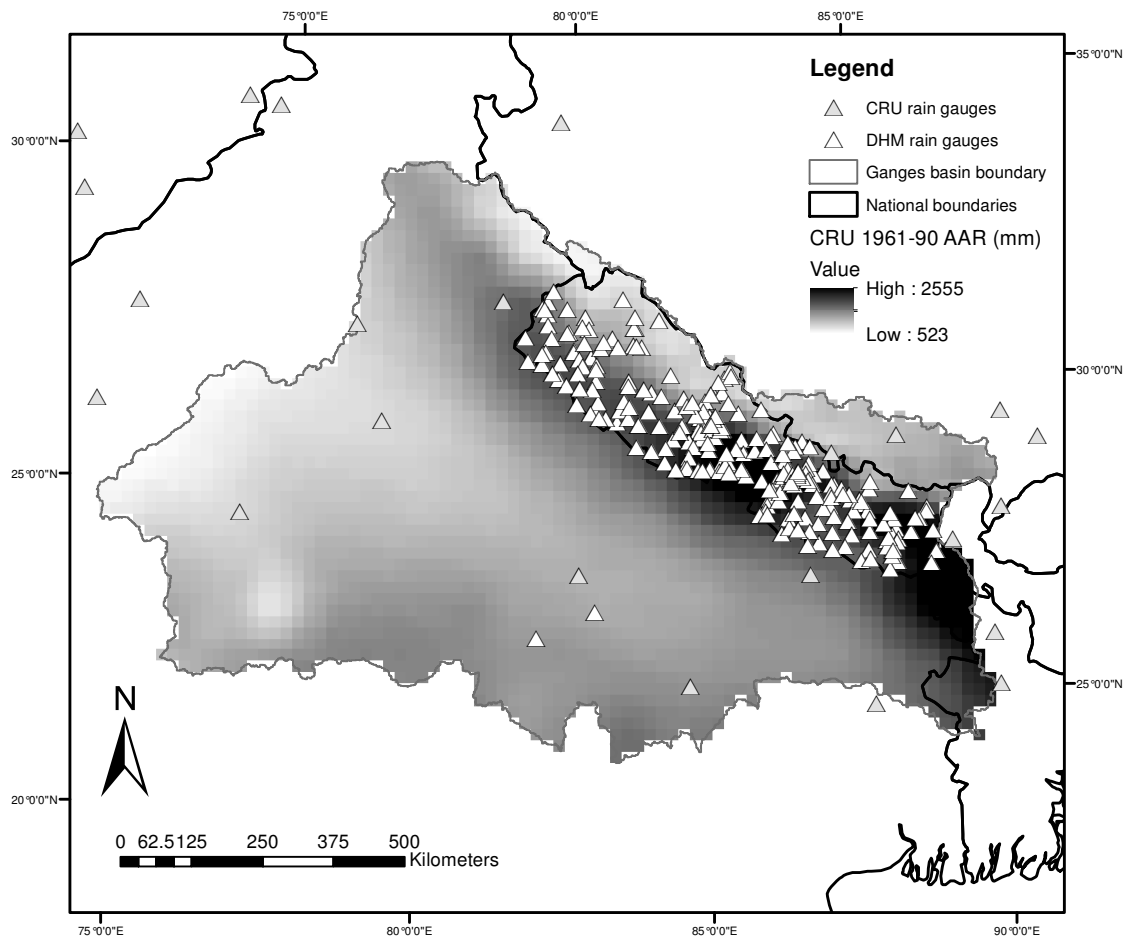 75°0'0"E 80°0'0"E 85°0'0"E
35°0'0"N
Legend
CRU rain gauges
DHM rain gauges
Ganges basin boundary
National boundaries
CRU 1961-90 AAR (mm)
Value
High : 2555
Low : 523
30°0'0"N
30°0'0"N
25°0'0"N
25°0'0"N
N
20°0'0"N
0 62.5 125 250 375 500
Kilometers
75°0'0"E 80°0'0"E 85°0'0"E 90°0'0"E